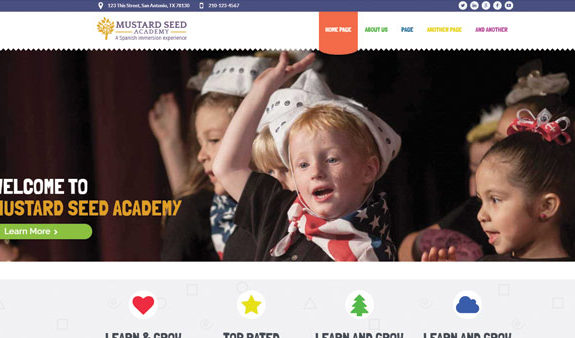 123 This Street, San Antonio, TX 78130
210-123-4567
MUSTARD SEED
ACADEMY
A Spanish immersion experience
HOME PAGE
ABOUT US
PAGE
ANOTHER PAGE
AND ANOTHER
WELCOME TO
MUSTARD SEED ACADEMY
Learn More >
LEARN & GROW
TOP RATED
LEARN AND GROW
LEARN AND GROW